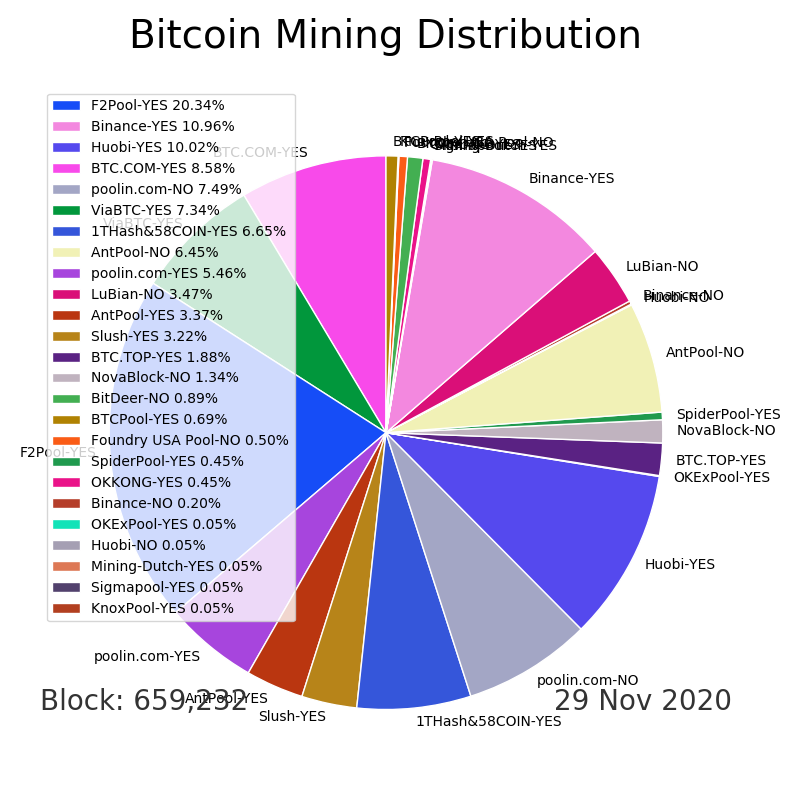 Bitcoin Mining Distribution
F2Pool-YES 20.34%
Binance-YES 10.96%
Huobi-YES 10.02%
BTC.COM-YES 8.58%
poolin.com-NO 7.49%
ViaBTC-YES 7.34%
1THash&58COIN-YES 6.65%
AntPool-NO 6.45%
poolin.com-YES 5.46%
LuBian-NO 3.47%
AntPool-YES 3.37%
Slush-YES 3.22%
BTC.TOP-YES 1.88%
NovaBlock-NO 1.34%
BitDeer-NO 0.89%
BTCPool-YES 0.69%
Foundry USA Pool-NO 0.50%
SpiderPool-YES 0.45%
OKKONG-YES 0.45%
Binance-NO 0.20%
OKExPool-YES 0.05%
Huobi-NO 0.05%
Mining-Dutch-YES 0.05%
Sigmapool-YES 0.05%
KnoxPool-YES 0.05%
BTC.COM-YES
ViaBTC-YES
F2Pool-YES
poolin.com-YES
AntPool-YES
Slush-YES
1THash&58COIN-YES
poolin.com-NO
Huobi-YES
OKExPool-YES
BTC.TOP-YES
NovaBlock-NO
SpiderPool-YES
AntPool-NO
Huobi-NO
Binance-NO
LuBian-NO
Binance-YES
Block: 659,232
29 Nov 2020